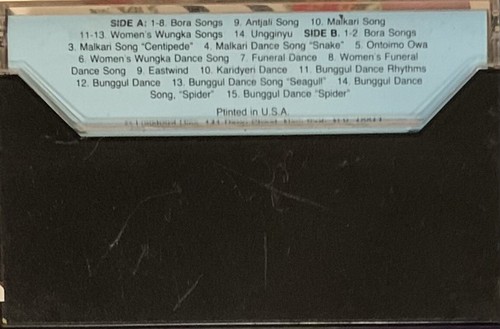 SIDE A: 1-8. Bora Songs 9. Antjali Song 10. Malkari Song
11-13. Women's Wungka Songs 14. Ungginyu SIDE B. 1-2. Bora Songs
3. Malkari Song "Centipede" 4. Malkari Dance Song "Snake" 5. Ontoimo Owa
6. Women's Wungka Dance Song 7. Funeral Dance 8. Women's Funeral
Dance Song 9. Eastwind 10. Karidyeri Dance 11. Bunggul Dance Rhythms
12. Bunggul Dance 13. Bunggul Dance Song "Seagull" 14. Bunggul Dance
Song, "Spider" 15. Bunggul Dance "Spider"
Printed in U.S.A.